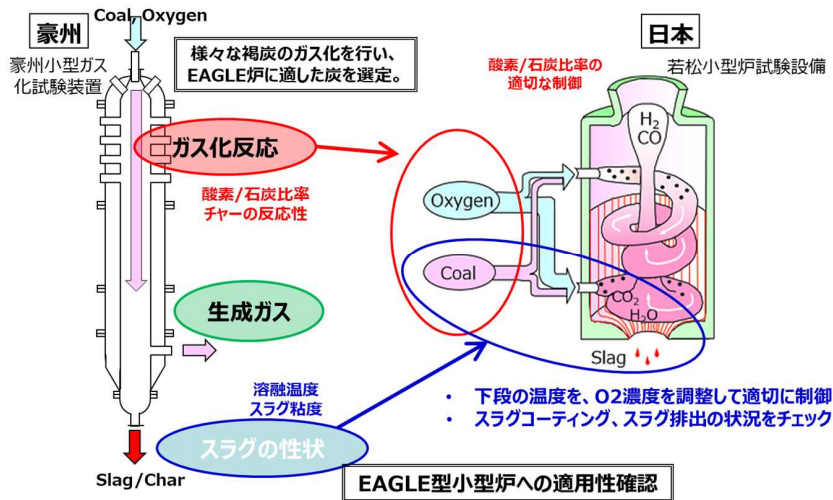 Coal, Oxygen
豪州
豪州小型ガス
化試験装置
様々な褐炭のガス化を行い、
EAGLE炉に適した炭を選定。
日本
若松小型炉試験設備
酸素/石炭比率の
適切な制御
ガス化反応
酸素/石炭比率
チャーの反応性
H2
CO
Oxygen
Coal
CO2
H2O
Slag
生成ガス
溶融温度
スラグ粘度
スラグの性状
• 下段の温度を、O2濃度を調整して適切に制御
• スラグコーティング、スラグ排出の状況をチェック
Slag/Char
EAGLE型小型炉への適用性確認